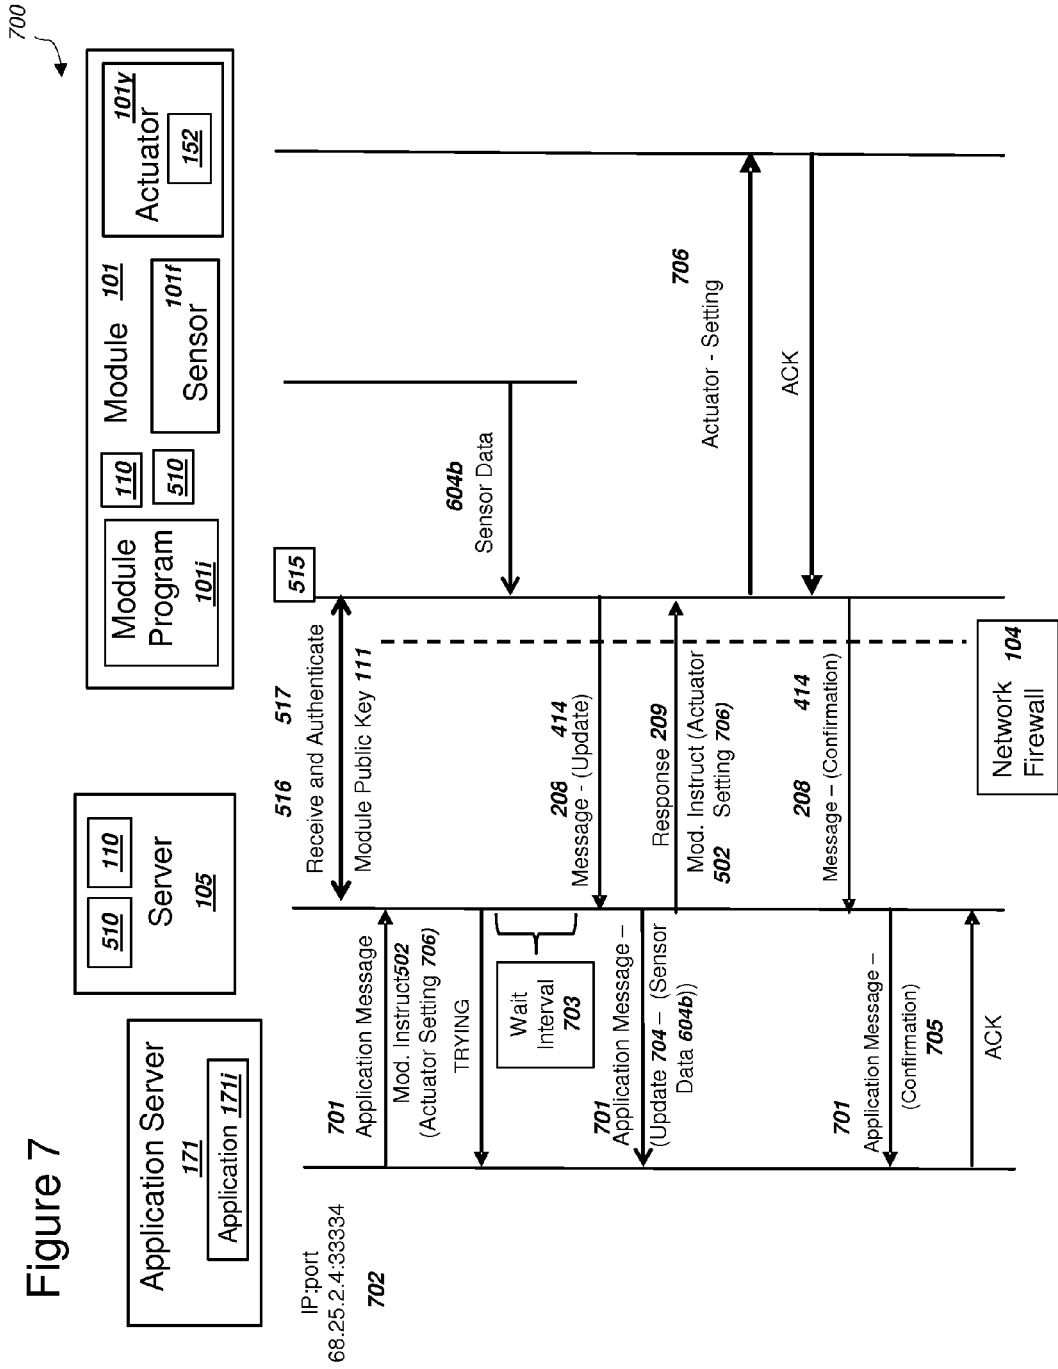 Figure 7
700
Application Server
171
Application 171i
510
110
Server
105
Module
Program
101i
110
510
Module 101
101f
Sensor
101y
Actuator
152
IP:port
68.25.2.4:33334
702
515
516
517
Receive and Authenticate
Module Public Key 111
701
Application Message
Mod. Instruct502
(Actuator Setting 706)
TRYING
Wait
Interval
703
604b
Sensor Data
208
414
Message - (Update)
701
Application Message –
(Update 704 – (Sensor
Data 604b))
Response 209
Mod. Instruct (Actuator
502 Setting 706)
706
Actuator - Setting
ACK
208
414
Message – (Confirmation)
701
Application Message –
(Confirmation)
705
ACK
Network 104
Firewall